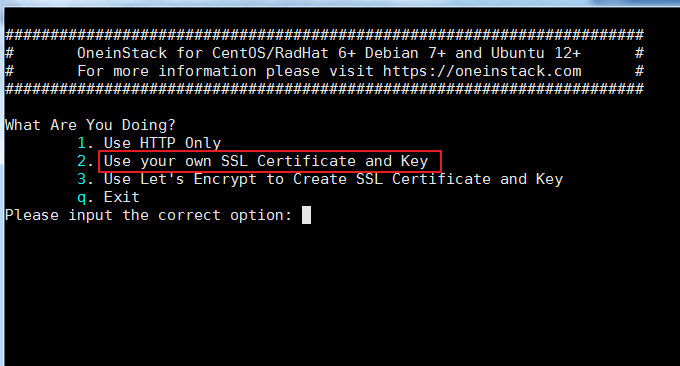 #######################################################################
#       OneinStack for CentOS/RadHat 6+ Debian 7+ and Ubuntu 12+      #
#       For more information please visit https://oneinstack.com      #
#######################################################################
What Are You Doing?
1. Use HTTP Only
2. Use your own SSL Certificate and Key
3. Use Let's Encrypt to Create SSL Certificate and Key
q. Exit
Please input the correct option: